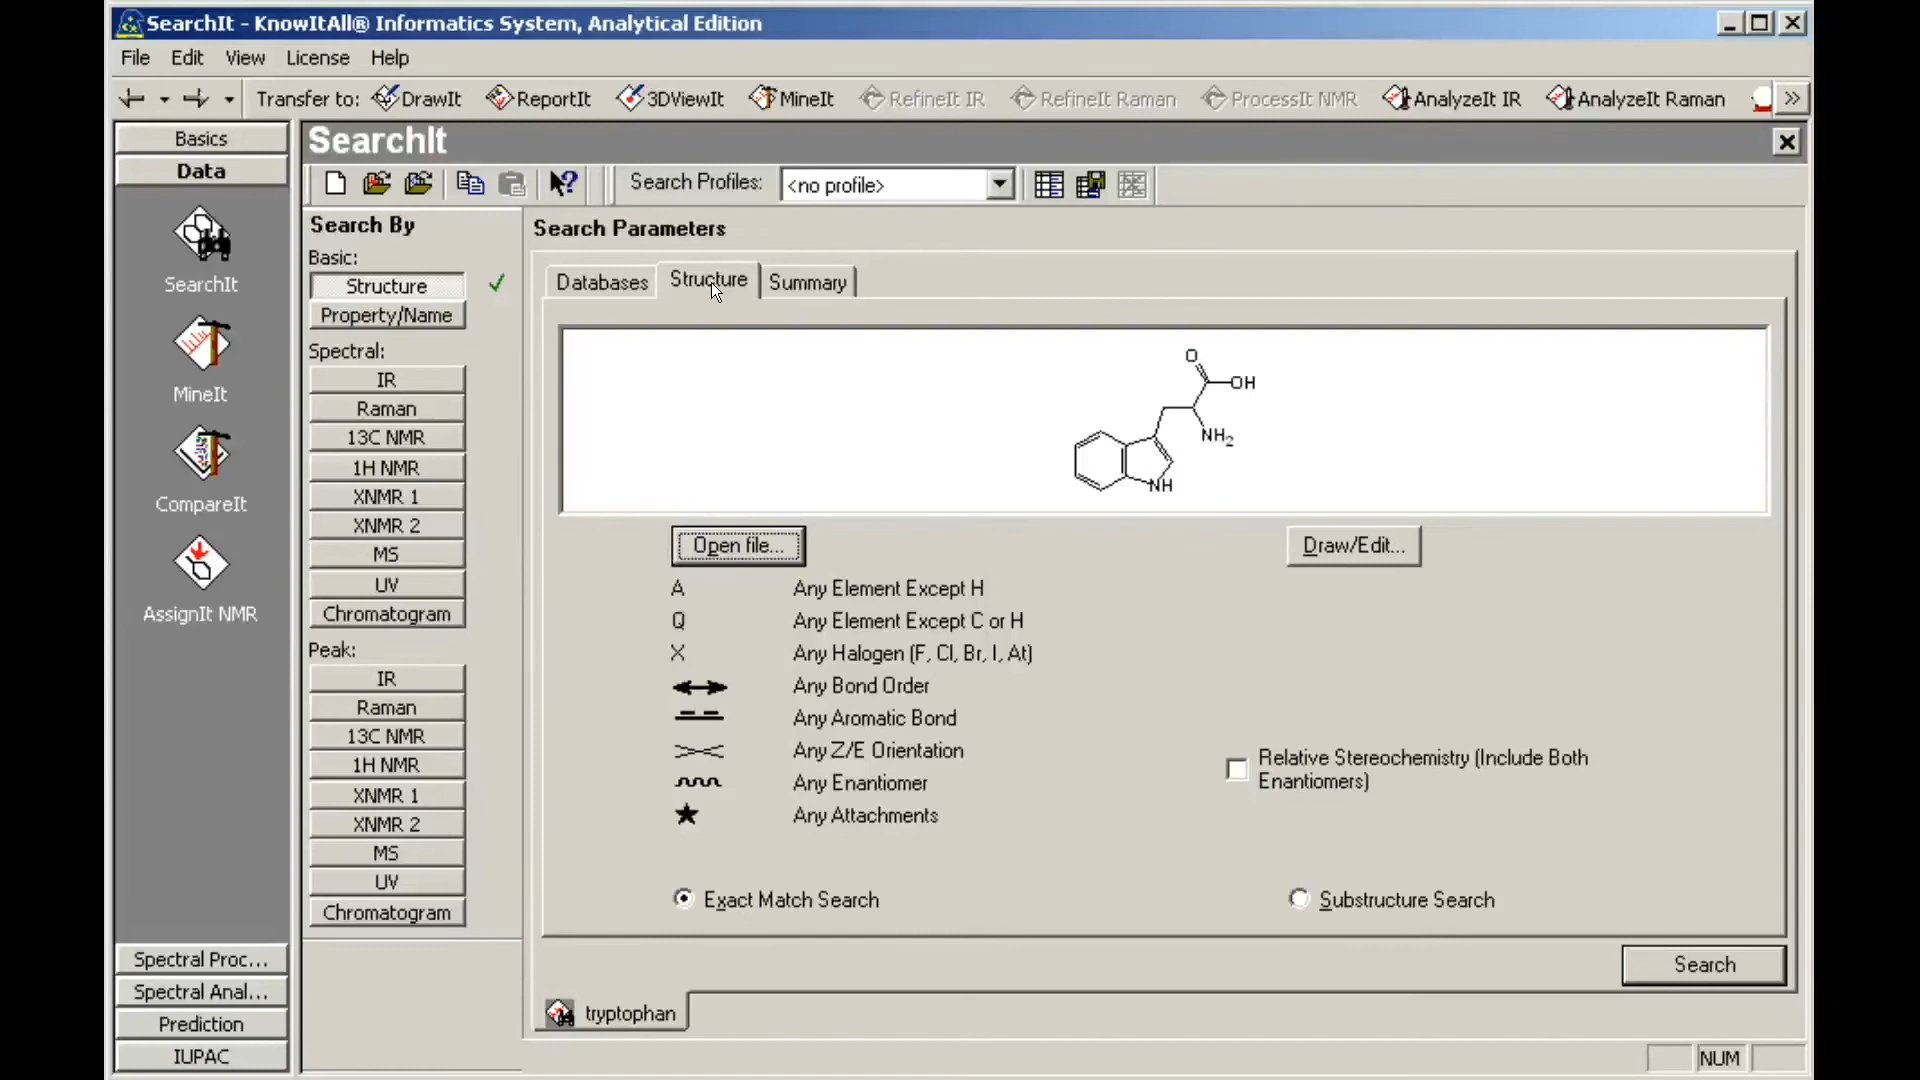 SearchIt - KnowItAll® Informatics System, Analytical Edition
File Edit View License Help
Transfer to: DrawIt ReportIt 3DViewIt MineIt RefineIt IR RefineIt Raman ProcessIt NMR AnalyzeIt IR AnalyzeIt Raman
Basics
Data
SearchIt
MineIt
CompareIt
AssignIt NMR
Spectral Proc...
Spectral Anal...
Prediction
IUPAC
SearchIt
Search Profiles: <no profile>
Search By
Basic:
Structure
Property/Name
Spectral:
IR
Raman
13C NMR
1H NMR
XNMR 1
XNMR 2
MS
UV
Chromatogram
Peak:
IR
Raman
13C NMR
1H NMR
XNMR 1
XNMR 2
MS
UV
Chromatogram
Search Parameters
Databases Structure Summary
O
OH
NH2
NH
Open file... Draw/Edit...
A Any Element Except H
Q Any Element Except C or H
X Any Halogen (F, Cl, Br, I, At)
Any Bond Order
Any Aromatic Bond
Any Z/E Orientation
Any Enantiomer
Any Attachments
Relative Stereochemistry (Include Both
Enantiomers)
Exact Match Search Substructure Search
Search
tryptophan
NUM